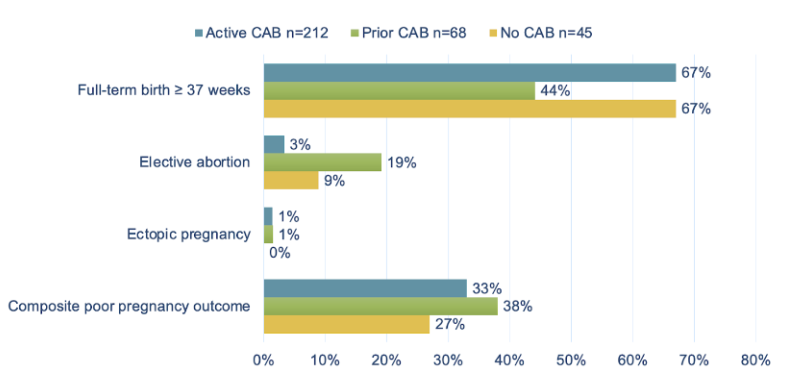 Active CAB n=212 Prior CAB n=68 No CAB n=45
Full-term birth ≥ 37 weeks
67%
44%
67%
Elective abortion
3%
19%
9%
Ectopic pregnancy
1%
1%
0%
Composite poor pregnancy outcome
33%
38%
27%
0% 10% 20% 30% 40% 50% 60% 70% 80%